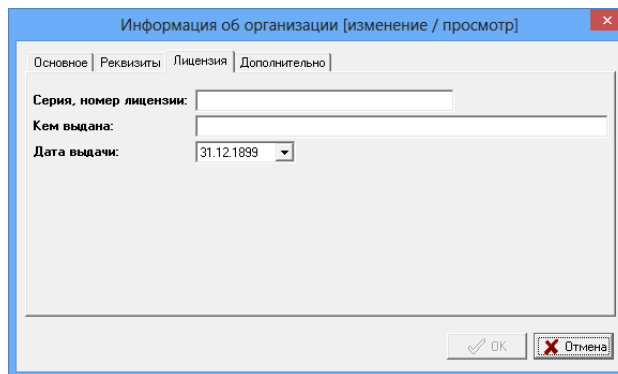 Информация об организации [изменение / просмотр]
Основное Реквизиты Лицензия Дополнительно
Серия, номер лицензии:
Кем выдана:
Дата выдачи: 31.12.1899
OK Отмена